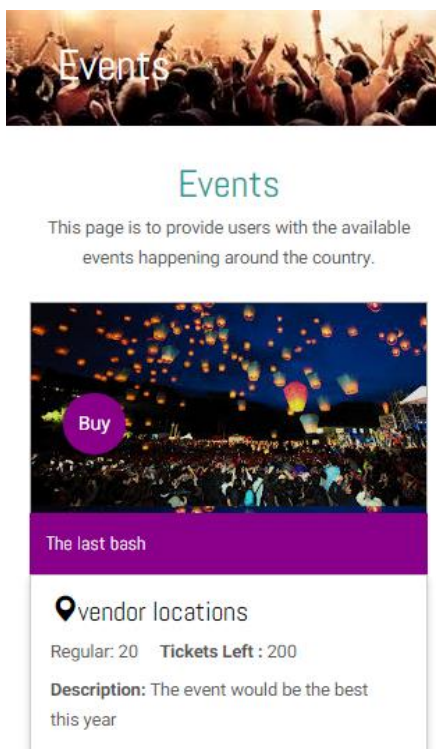 Events
Events
This page is to provide users with the available
events happening around the country.
Buy
The last bash
vendor locations
Regular: 20 Tickets Left : 200
Description: The event would be the best
this year